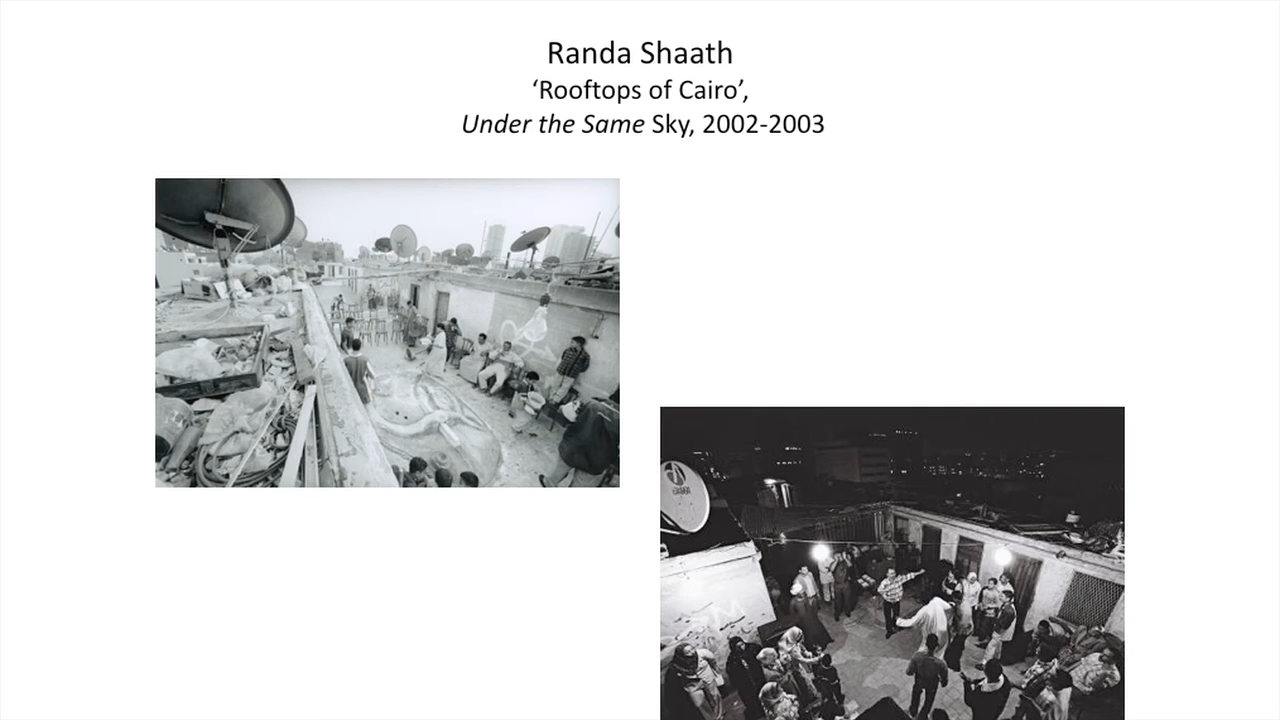 Randa Shaath
‘Rooftops of Cairo’,
Under the Same Sky, 2002-2003